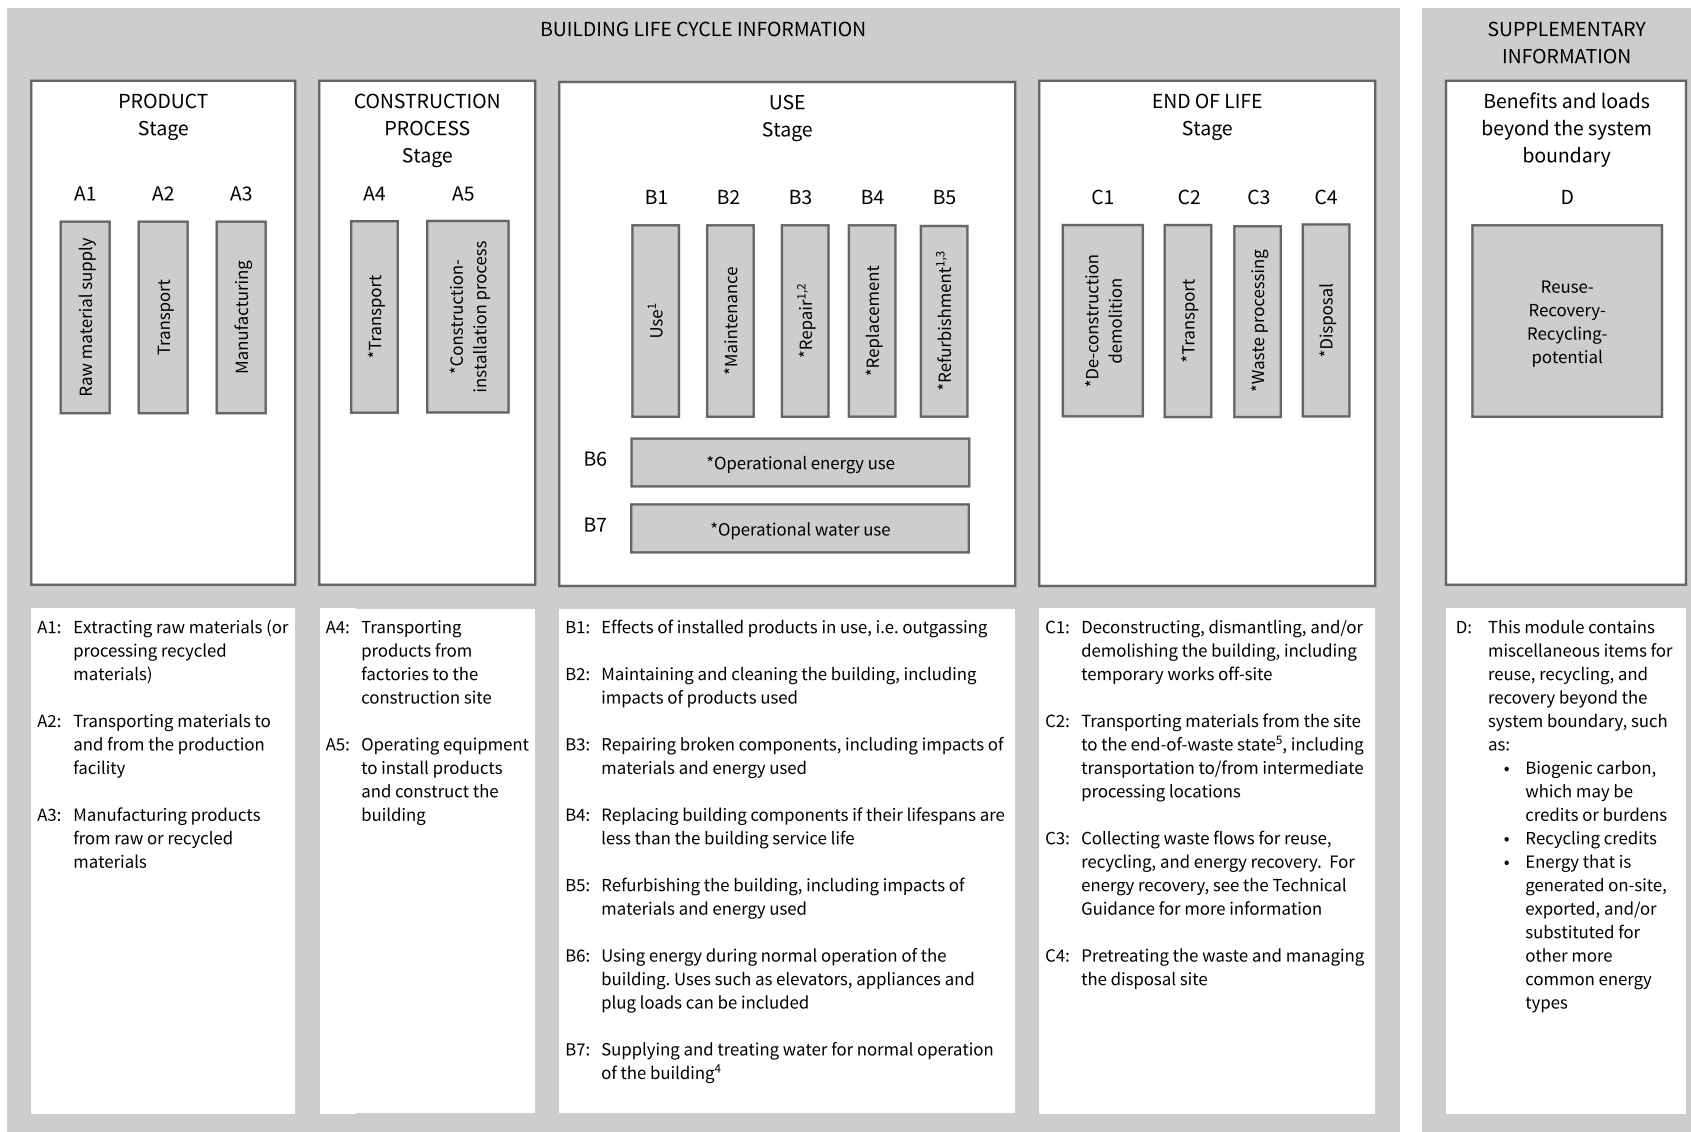 BUILDING LIFE CYCLE INFORMATION
PRODUCT
Stage
A1
A2
A3
Raw material supply
Transport
Manufacturing
CONSTRUCTION
PROCESS
Stage
A4
A5
*Transport
*Construction-
installation process
USE
Stage
B1
B2
B3
B4
B5
Use¹
*Maintenance
*Repair¹,²
*Replacement
*Refurbishment¹,³
B6
*Operational energy use
B7
*Operational water use
END OF LIFE
Stage
C1
C2
C3
C4
*De-construction
demolition
*Transport
*Waste processing
*Disposal
SUPPLEMENTARY
INFORMATION
Benefits and loads
beyond the system
boundary
D
Reuse-
Recovery-
Recycling-
potential
A1: Extracting raw materials (or
processing recycled
materials)
A2: Transporting materials to
and from the production
facility
A3: Manufacturing products
from raw or recycled
materials
A4: Transporting
products from
factories to the
construction site
A5: Operating equipment
to install products
and construct the
building
B1: Effects of installed products in use, i.e. outgassing
B2: Maintaining and cleaning the building, including
impacts of products used
B3: Repairing broken components, including impacts of
materials and energy used
B4: Replacing building components if their lifespans are
less than the building service life
B5: Refurbishing the building, including impacts of
materials and energy used
B6: Using energy during normal operation of the
building. Uses such as elevators, appliances and
plug loads can be included
B7: Supplying and treating water for normal operation
of the building⁴
C1: Deconstructing, dismantling, and/or
demolishing the building, including
temporary works off-site
C2: Transporting materials from the site
to the end-of-waste state⁵, including
transportation to/from intermediate
processing locations
C3: Collecting waste flows for reuse,
recycling, and energy recovery. For
energy recovery, see the Technical
Guidance for more information
C4: Pretreating the waste and managing
the disposal site
D: This module contains
miscellaneous items for
reuse, recycling, and
recovery beyond the
system boundary, such
as:
• Biogenic carbon,
which may be
credits or burdens
• Recycling credits
• Energy that is
generated on-site,
exported, and/or
substituted for
other more
common energy
types